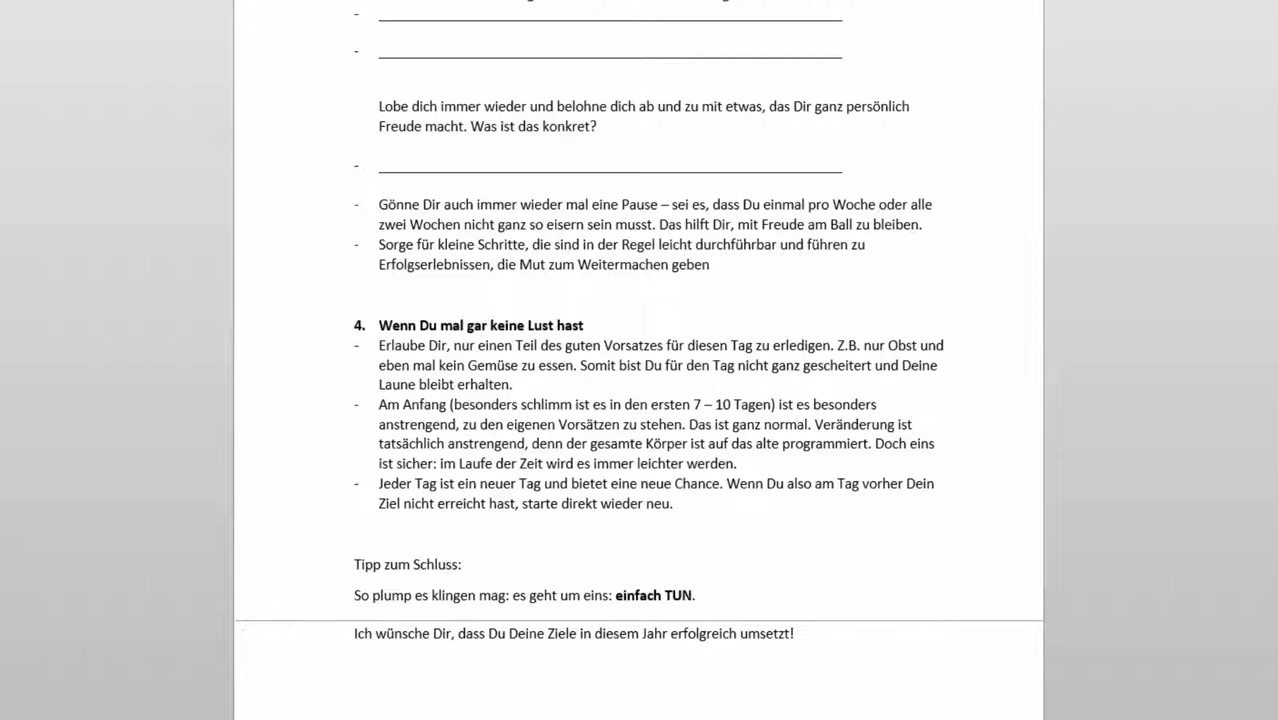 -
-
Lobe dich immer wieder und belohne dich ab und zu mit etwas, das Dir ganz persönlich
Freude macht. Was ist das konkret?
-
- Gönne Dir auch immer wieder mal eine Pause – sei es, dass Du einmal pro Woche oder alle
zwei Wochen nicht ganz so eisern sein musst. Das hilft Dir, mit Freude am Ball zu bleiben.
- Sorge für kleine Schritte, die sind in der Regel leicht durchführbar und führen zu
Erfolgserlebnissen, die Mut zum Weitermachen geben
4. Wenn Du mal gar keine Lust hast
- Erlaube Dir, nur einen Teil des guten Vorsatzes für diesen Tag zu erledigen. Z.B. nur Obst und
eben mal kein Gemüse zu essen. Somit bist Du für den Tag nicht ganz gescheitert und Deine
Laune bleibt erhalten.
- Am Anfang (besonders schlimm ist es in den ersten 7 – 10 Tagen) ist es besonders
anstrengend, zu den eigenen Vorsätzen zu stehen. Das ist ganz normal. Veränderung ist
tatsächlich anstrengend, denn der gesamte Körper ist auf das alte programmiert. Doch eins
ist sicher: im Laufe der Zeit wird es immer leichter werden.
- Jeder Tag ist ein neuer Tag und bietet eine neue Chance. Wenn Du also am Tag vorher Dein
Ziel nicht erreicht hast, starte direkt wieder neu.
Tipp zum Schluss:
So plump es klingen mag: es geht um eins: einfach TUN.
Ich wünsche Dir, dass Du Deine Ziele in diesem Jahr erfolgreich umsetzt!